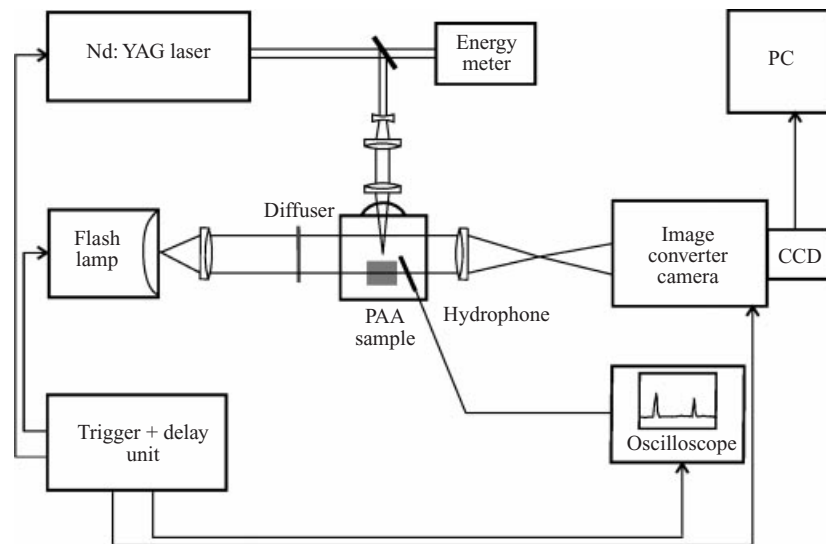 Nd: YAG laser
Energy
meter
PC
Diffuser
Flash
lamp
Image
converter
camera
CCD
PAA
sample
Hydrophone
Trigger + delay
unit
Oscilloscope